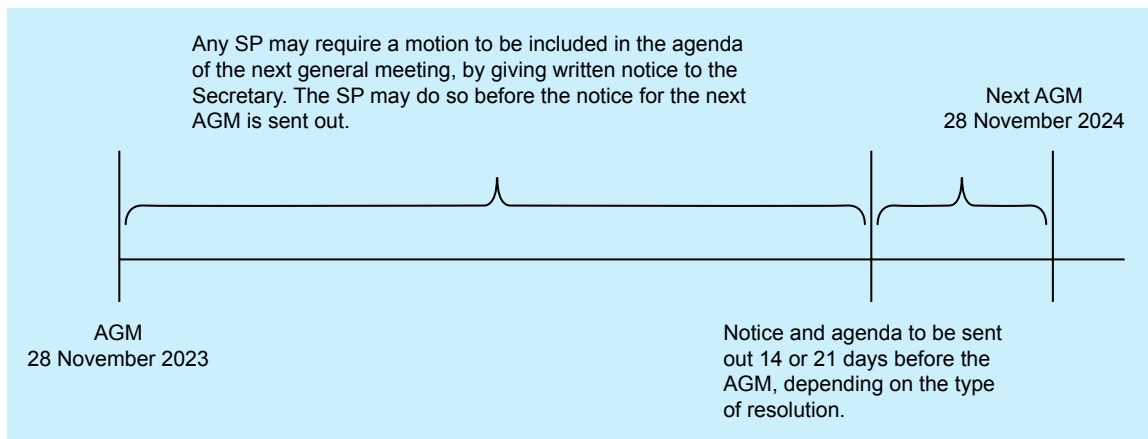 Any SP may require a motion to be included in the agenda
of the next general meeting, by giving written notice to the
Secretary. The SP may do so before the notice for the next
AGM is sent out.
Next AGM
28 November 2024
AGM
28 November 2023
Notice and agenda to be sent
out 14 or 21 days before the
AGM, depending on the type
of resolution.